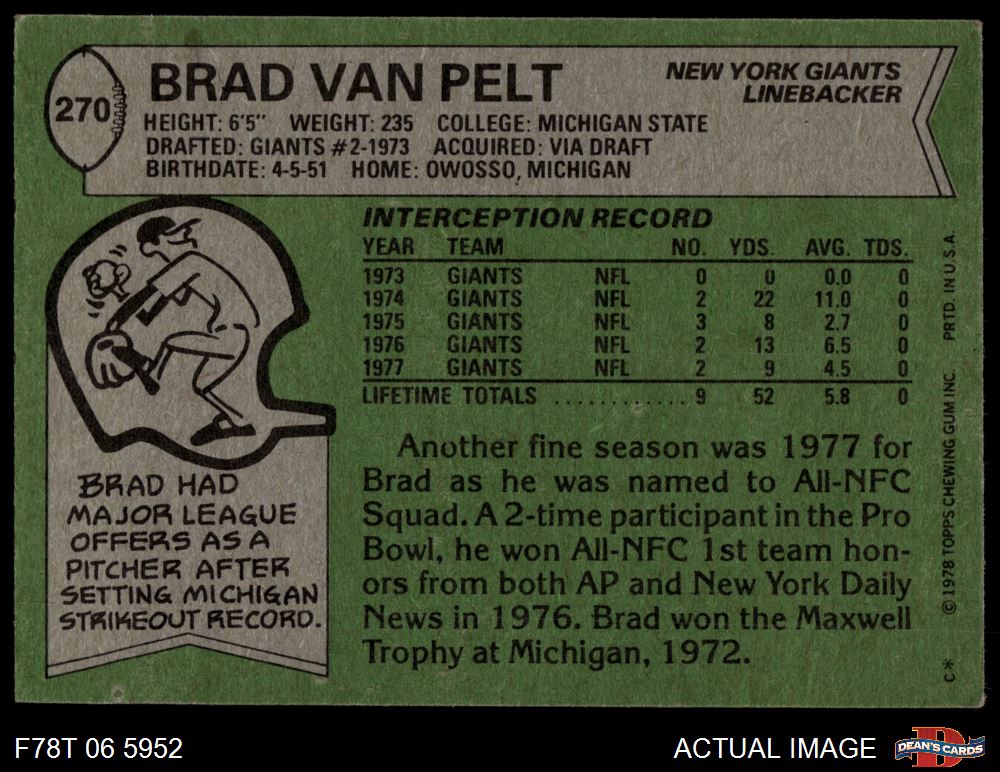 270
BRAD VAN PELT
NEW YORK GIANTS
LINEBACKER
HEIGHT: 6'5" WEIGHT: 235 COLLEGE: MICHIGAN STATE
DRAFTED: GIANTS #2-1973 ACQUIRED: VIA DRAFT
BIRTHDATE: 4-5-51 HOME: OWOSSO, MICHIGAN
INTERCEPTION RECORD
YEAR TEAM NO. YDS. AVG. TDS.
1973 GIANTS NFL 0 0 0.0 0
1974 GIANTS NFL 2 22 11.0 0
1975 GIANTS NFL 3 8 2.7 0
1976 GIANTS NFL 2 13 6.5 0
1977 GIANTS NFL 2 9 4.5 0
LIFETIME TOTALS ............ 9 52 5.8 0
Another fine season was 1977 for
Brad as he was named to All-NFC
Squad. A 2-time participant in the Pro
Bowl, he won All-NFC 1st team hon-
ors from both AP and New York Daily
News in 1976. Brad won the Maxwell
Trophy at Michigan, 1972.
BRAD HAD
MAJOR LEAGUE
OFFERS AS A
PITCHER AFTER
SETTING MICHIGAN
STRIKEOUT RECORD.
C* © 1978 TOPPS CHEWING GUM INC. PRTD. IN U.S.A.
F78T 06 5952
ACTUAL IMAGE
D
DEAN'S CARDS